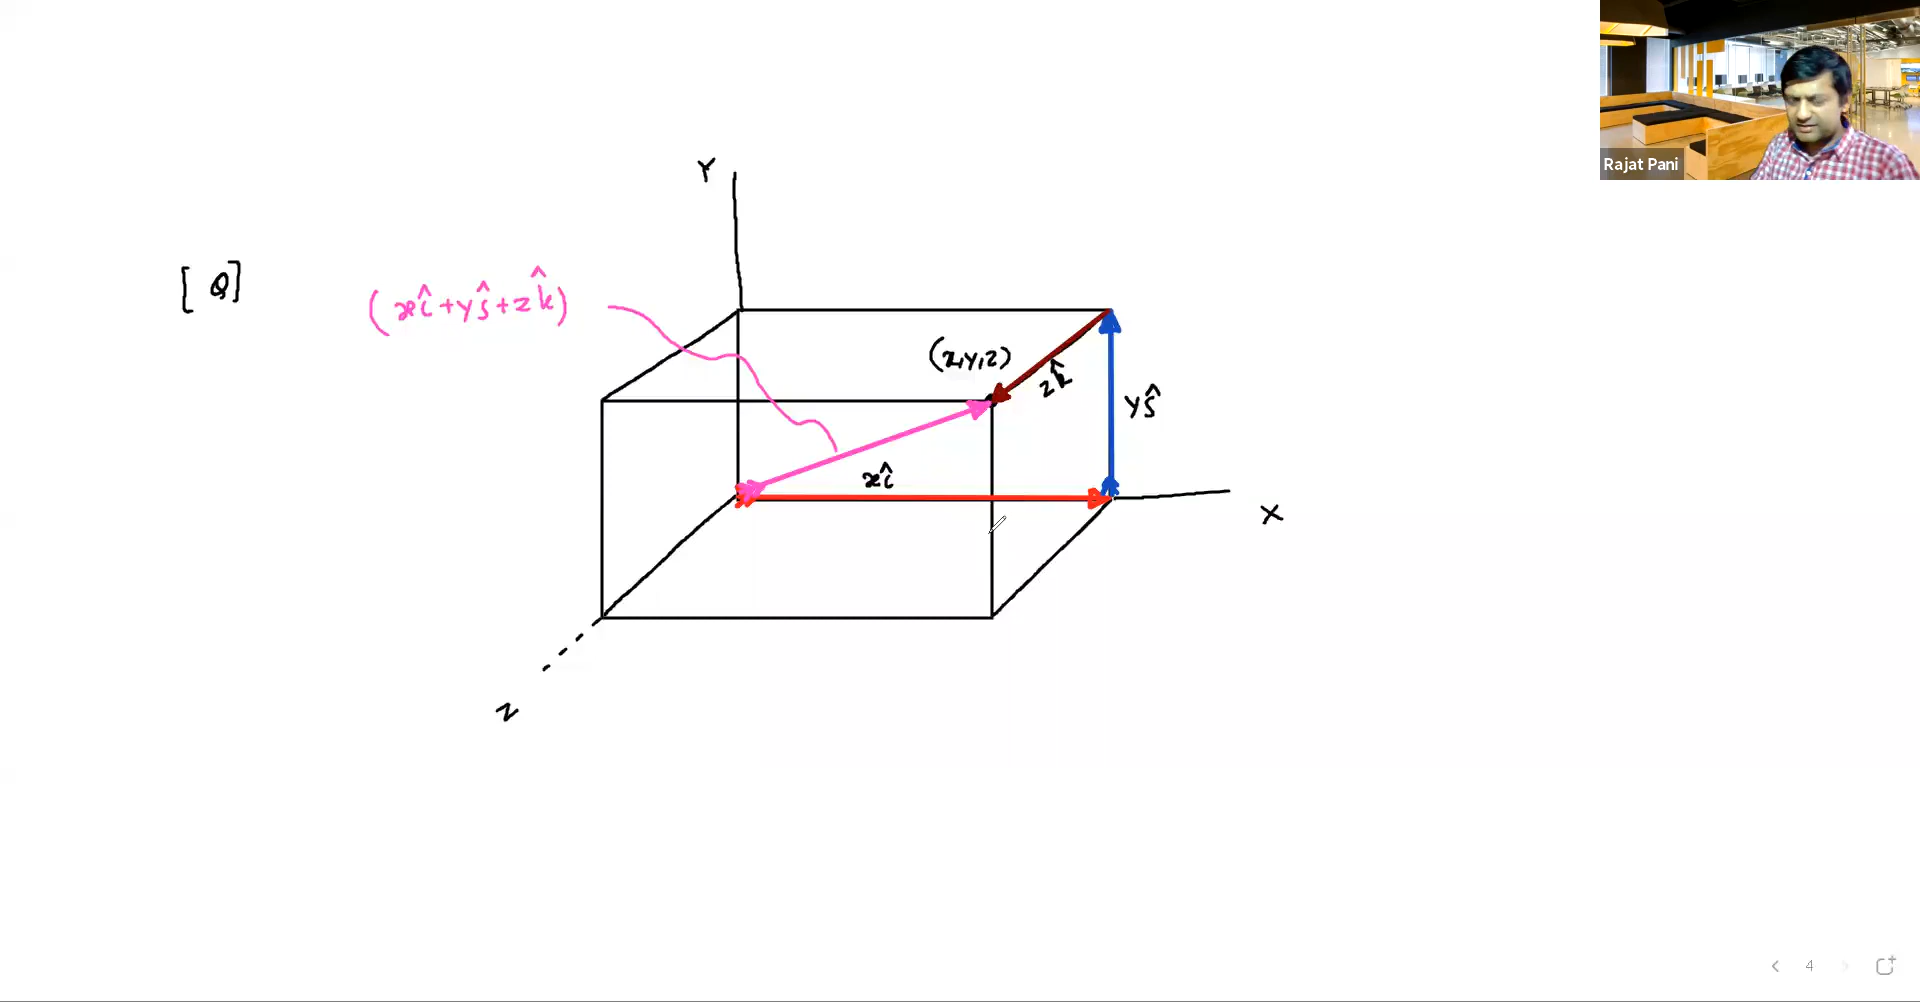 Rajat Pani
Y
[ Q ]
(xî+yĵ+zk̂)
(x,y,z)
zk̂
yĵ
xî
X
Z
4